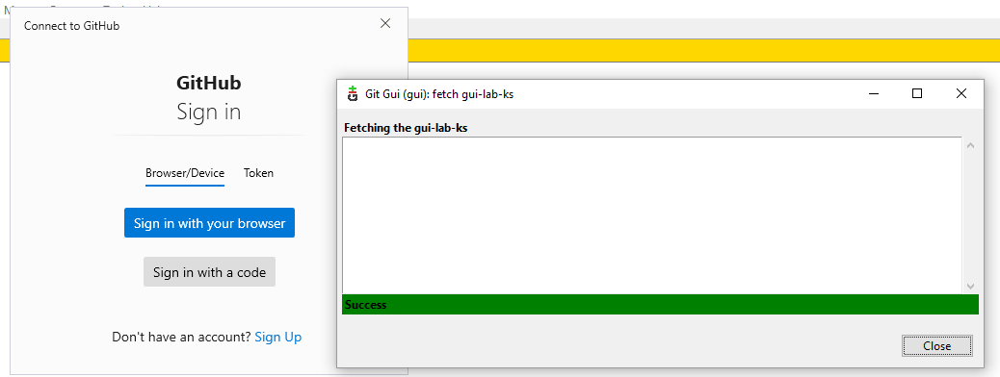 Connect to GitHub
GitHub
Sign in
Browser/Device Token
Sign in with your browser
Sign in with a code
Don't have an account? Sign Up
Git Gui (gui): fetch gui-lab-ks
Fetching the gui-lab-ks
Success
Close